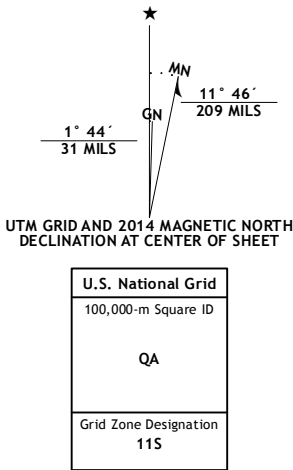 ★
MN
GN
11° 46´
209 MILS
1° 44´
31 MILS
UTM GRID AND 2014 MAGNETIC NORTH
DECLINATION AT CENTER OF SHEET
U.S. National Grid
100,000-m Square ID
QA
Grid Zone Designation
11S